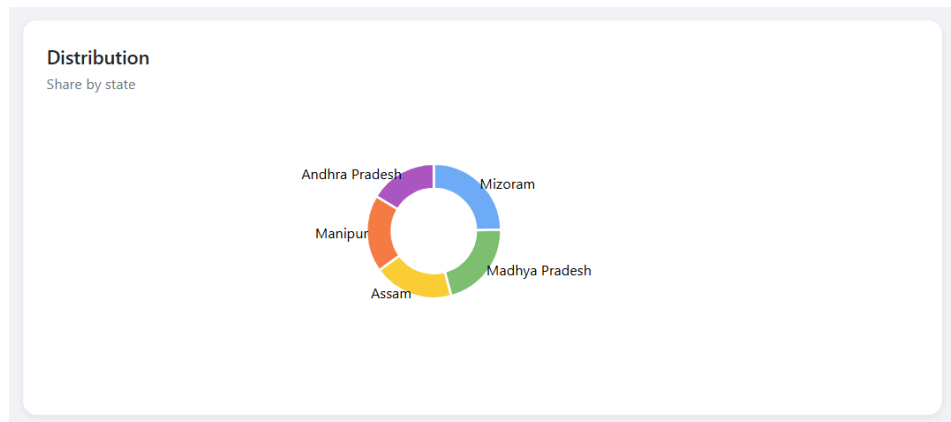 Distribution
Share by state
Andhra Pradesh
Mizoram
Manipur
Madhya Pradesh
Assam